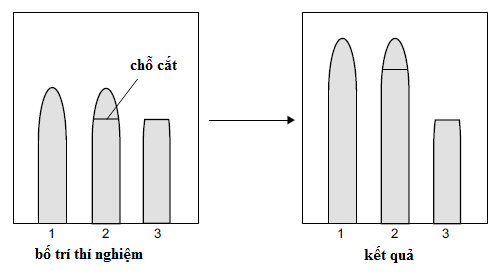 chỗ cắt
1 2 3
bố trí thí nghiệm
1 2 3
kết quả